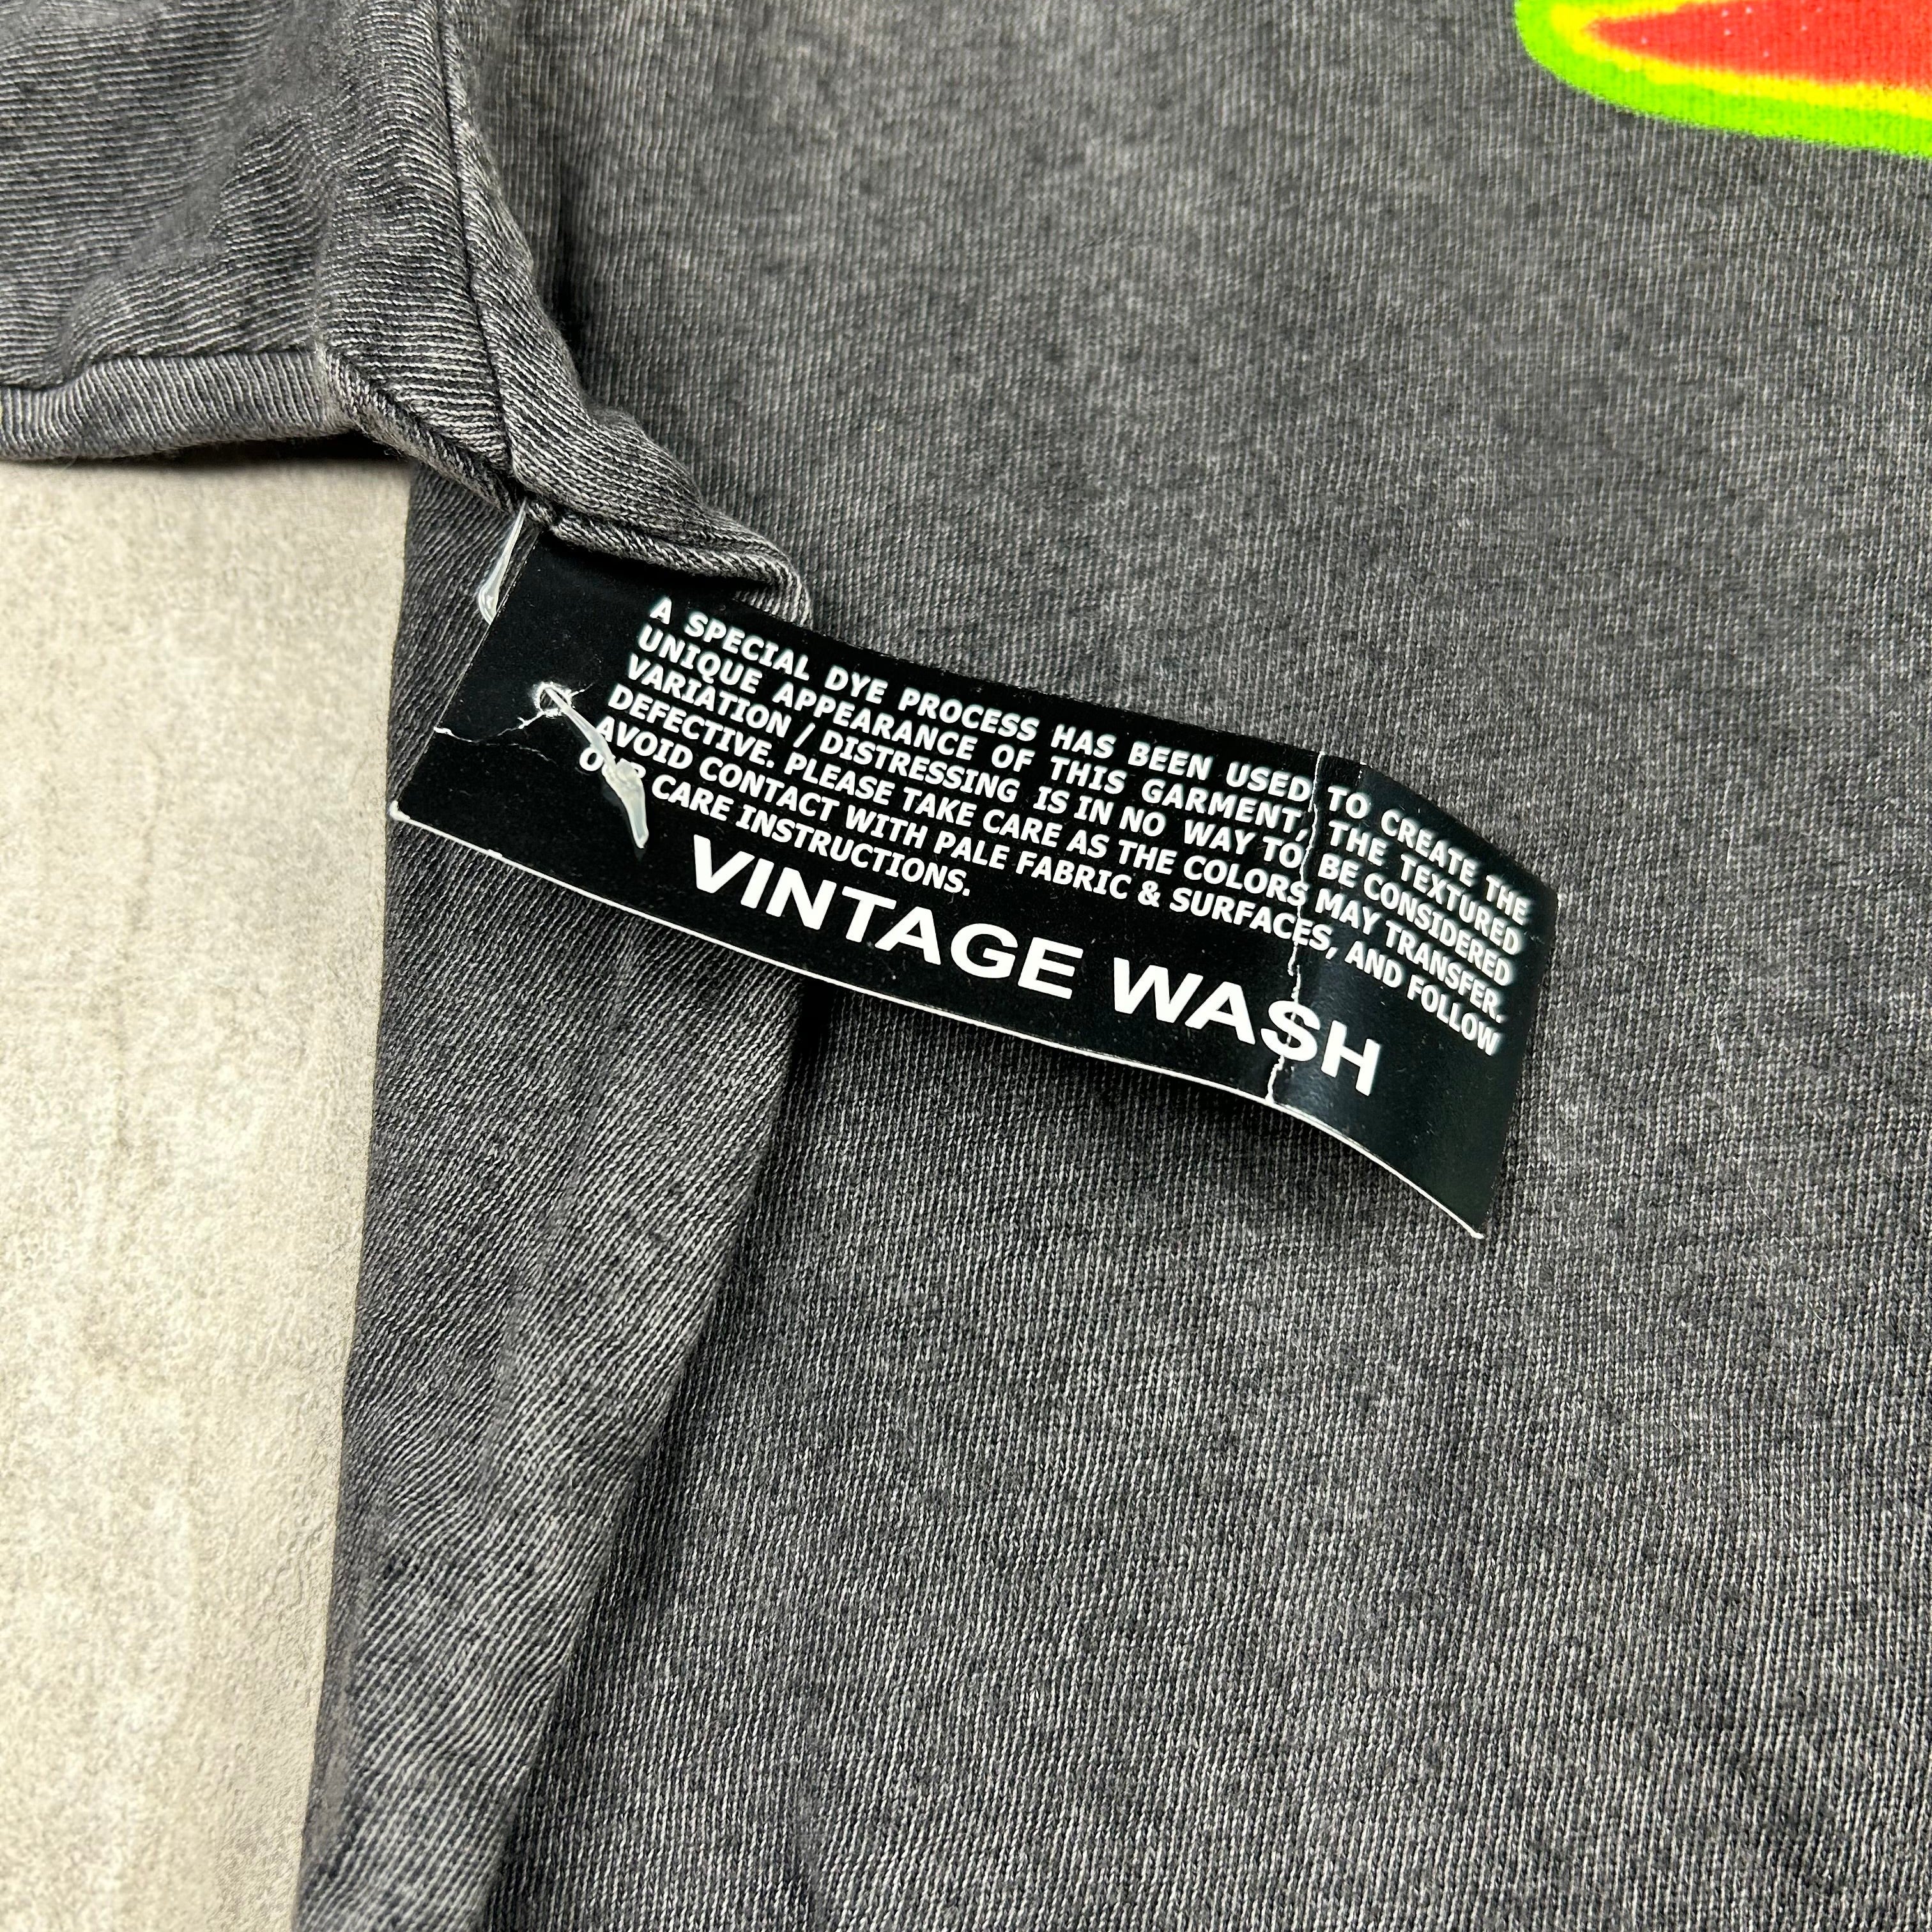 A SPECIAL DYE PROCESS HAS BEEN USED TO CREATE THE
UNIQUE APPEARANCE OF THIS GARMENT, THE TEXTURED
VARIATION / DISTRESSING IS IN NO WAY TO BE CONSIDERED
DEFECTIVE. PLEASE TAKE CARE AS THE COLORS MAY TRANSFER.
AVOID CONTACT WITH PALE FABRIC & SURFACES, AND FOLLOW
OUR CARE INSTRUCTIONS.
VINTAGE WASH